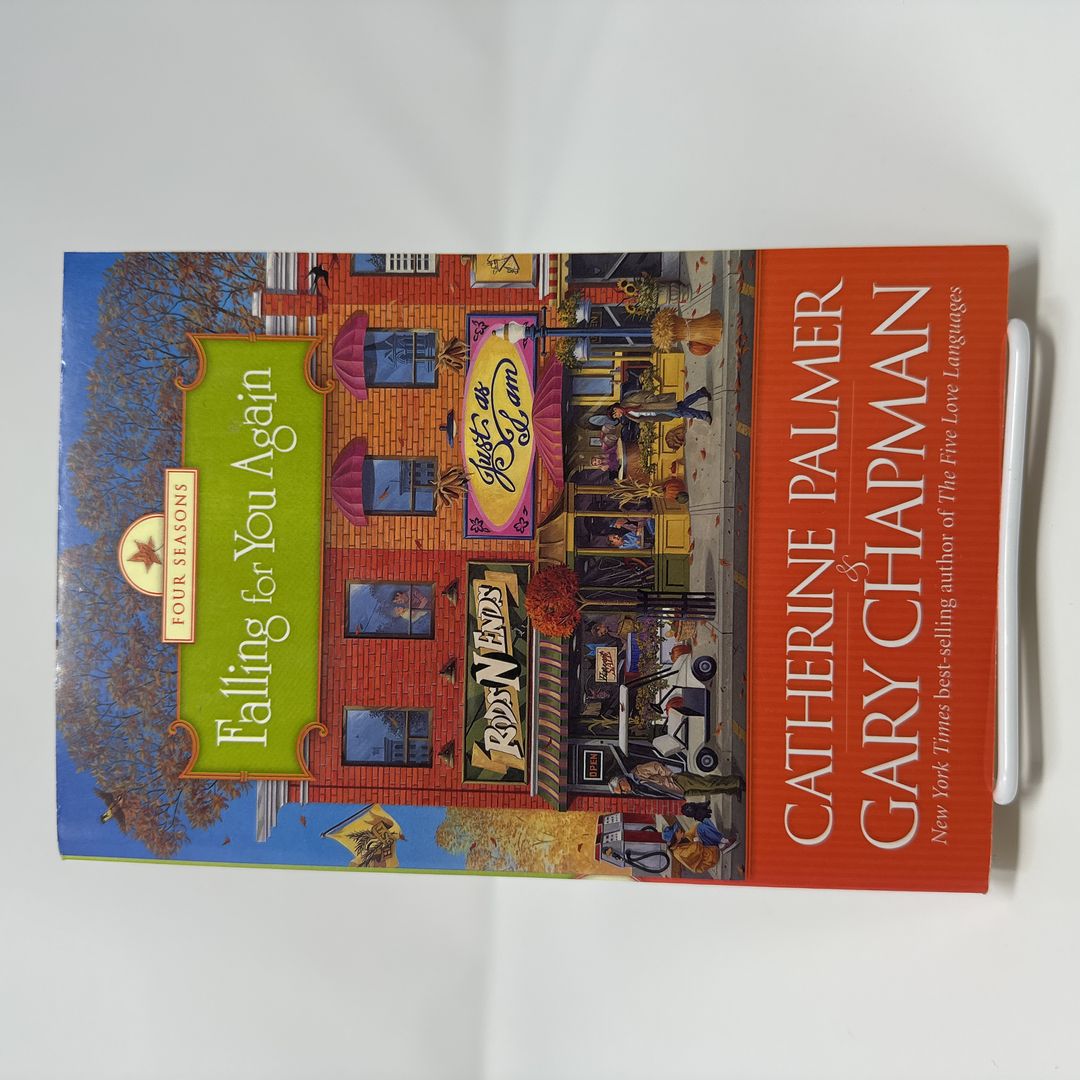 FOUR SEASONS
Falling for You Again
RODS 'N' ENDS
Just as
I am
OPEN
CATHERINE PALMER
&
GARY CHAPMAN
New York Times best-selling author of The Five Love Languages